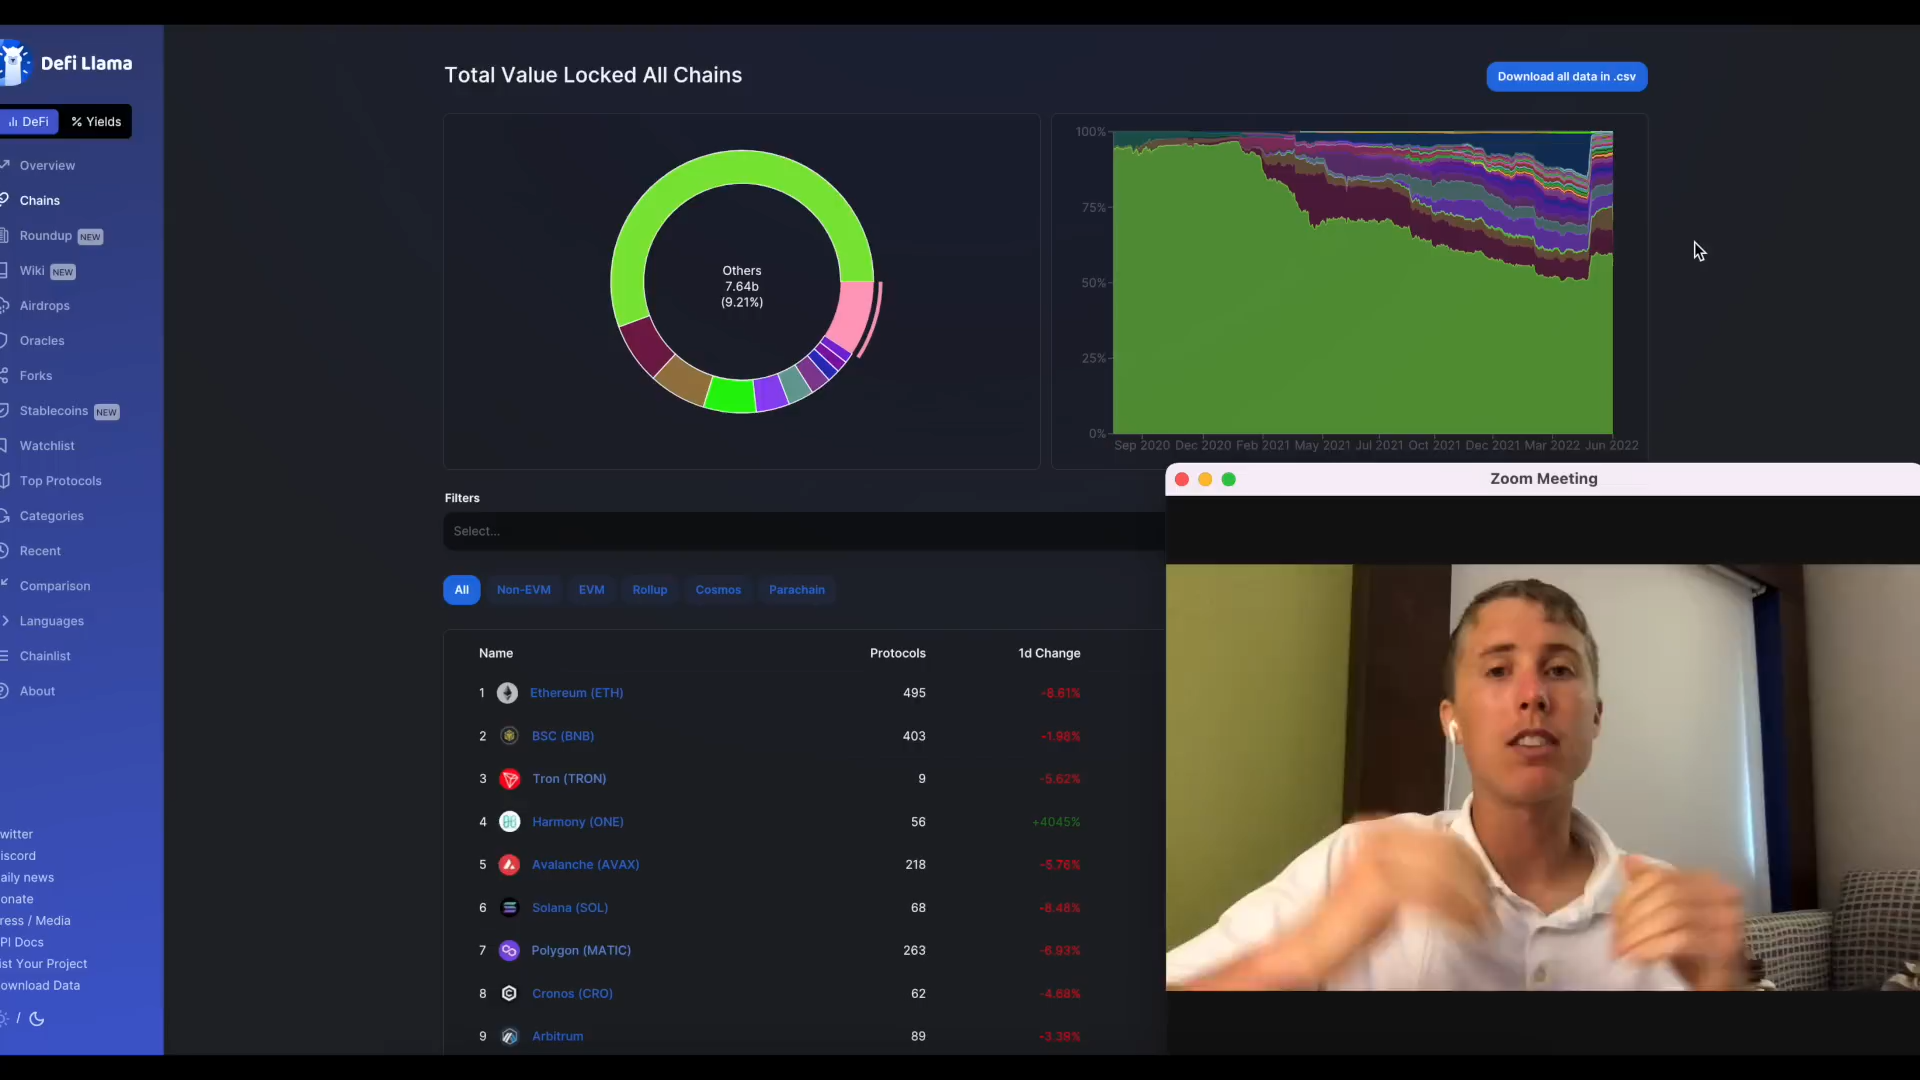 Defi Llama
DeFi
% Yields
Overview
Chains
Roundup NEW
Wiki NEW
Airdrops
Oracles
Forks
Stablecoins NEW
Watchlist
Top Protocols
Categories
Recent
Comparison
Languages
Chainlist
About
witter
iscord
aily news
onate
ress / Media
PI Docs
ist Your Project
ownload Data
/
Total Value Locked All Chains
Download all data in .csv
Others
7.64b
(9.21%)
100%
75%
50%
25%
0%
Sep 2020 Dec 2020 Feb 2021 May 2021 Jul 2021 Oct 2021 Dec 2021 Mar 2022 Jun 2022
Filters
Select...
All Non-EVM EVM Rollup Cosmos Parachain
Name Protocols 1d Change
1 Ethereum (ETH) 495 -6.61%
2 BSC (BNB) 403 -1.98%
3 Tron (TRON) 9 -5.62%
4 Harmony (ONE) 56 +4045%
5 Avalanche (AVAX) 218 -5.76%
6 Solana (SOL) 68 -8.48%
7 Polygon (MATIC) 263 -6.93%
8 Cronos (CRO) 62 -4.68%
9 Arbitrum 89 -3.39%
Zoom Meeting